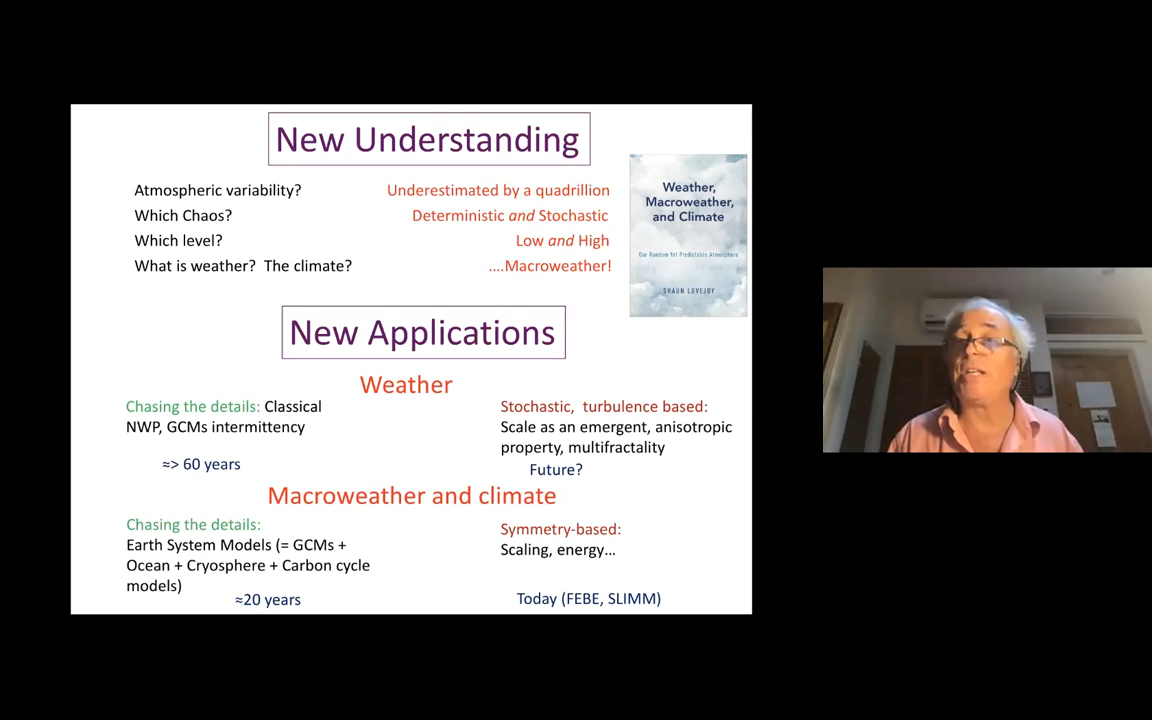 New Understanding
Atmospheric variability? Underestimated by a quadrillion
Which Chaos? Deterministic and Stochastic
Which level? Low and High
What is weather? The climate? ....Macroweather!
Weather,
Macroweather,
and Climate
Our Random Yet Predictable Atmosphere
SHAUN LOVEJOY
New Applications
Weather
Chasing the details: Classical
NWP, GCMs intermittency
≈> 60 years
Stochastic, turbulence based:
Scale as an emergent, anisotropic
property, multifractality
Future?
Macroweather and climate
Chasing the details:
Earth System Models (= GCMs +
Ocean + Cryosphere + Carbon cycle
models)
≈20 years
Symmetry-based:
Scaling, energy...
Today (FEBE, SLIMM)